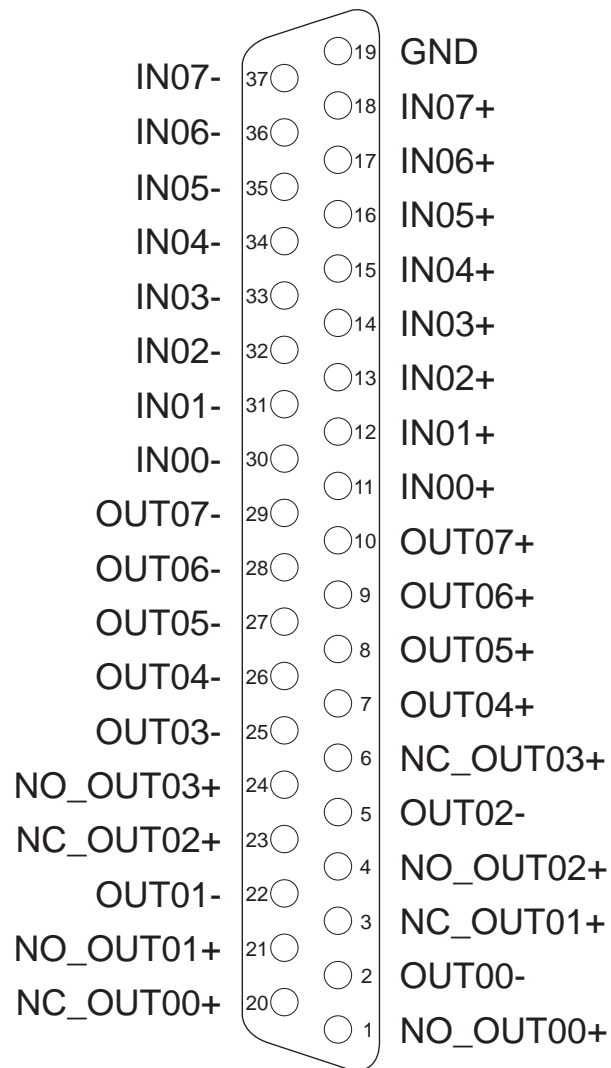 19 GND
IN07- 37
18 IN07+
IN06- 36
17 IN06+
IN05- 35
16 IN05+
IN04- 34
15 IN04+
IN03- 33
14 IN03+
IN02- 32
13 IN02+
IN01- 31
12 IN01+
IN00- 30
11 IN00+
OUT07- 29
10 OUT07+
OUT06- 28
9 OUT06+
OUT05- 27
8 OUT05+
OUT04- 26
7 OUT04+
OUT03- 25
6 NC_OUT03+
NO_OUT03+ 24
5 OUT02-
NC_OUT02+ 23
4 NO_OUT02+
OUT01- 22
3 NC_OUT01+
NO_OUT01+ 21
2 OUT00-
NC_OUT00+ 20
1 NO_OUT00+